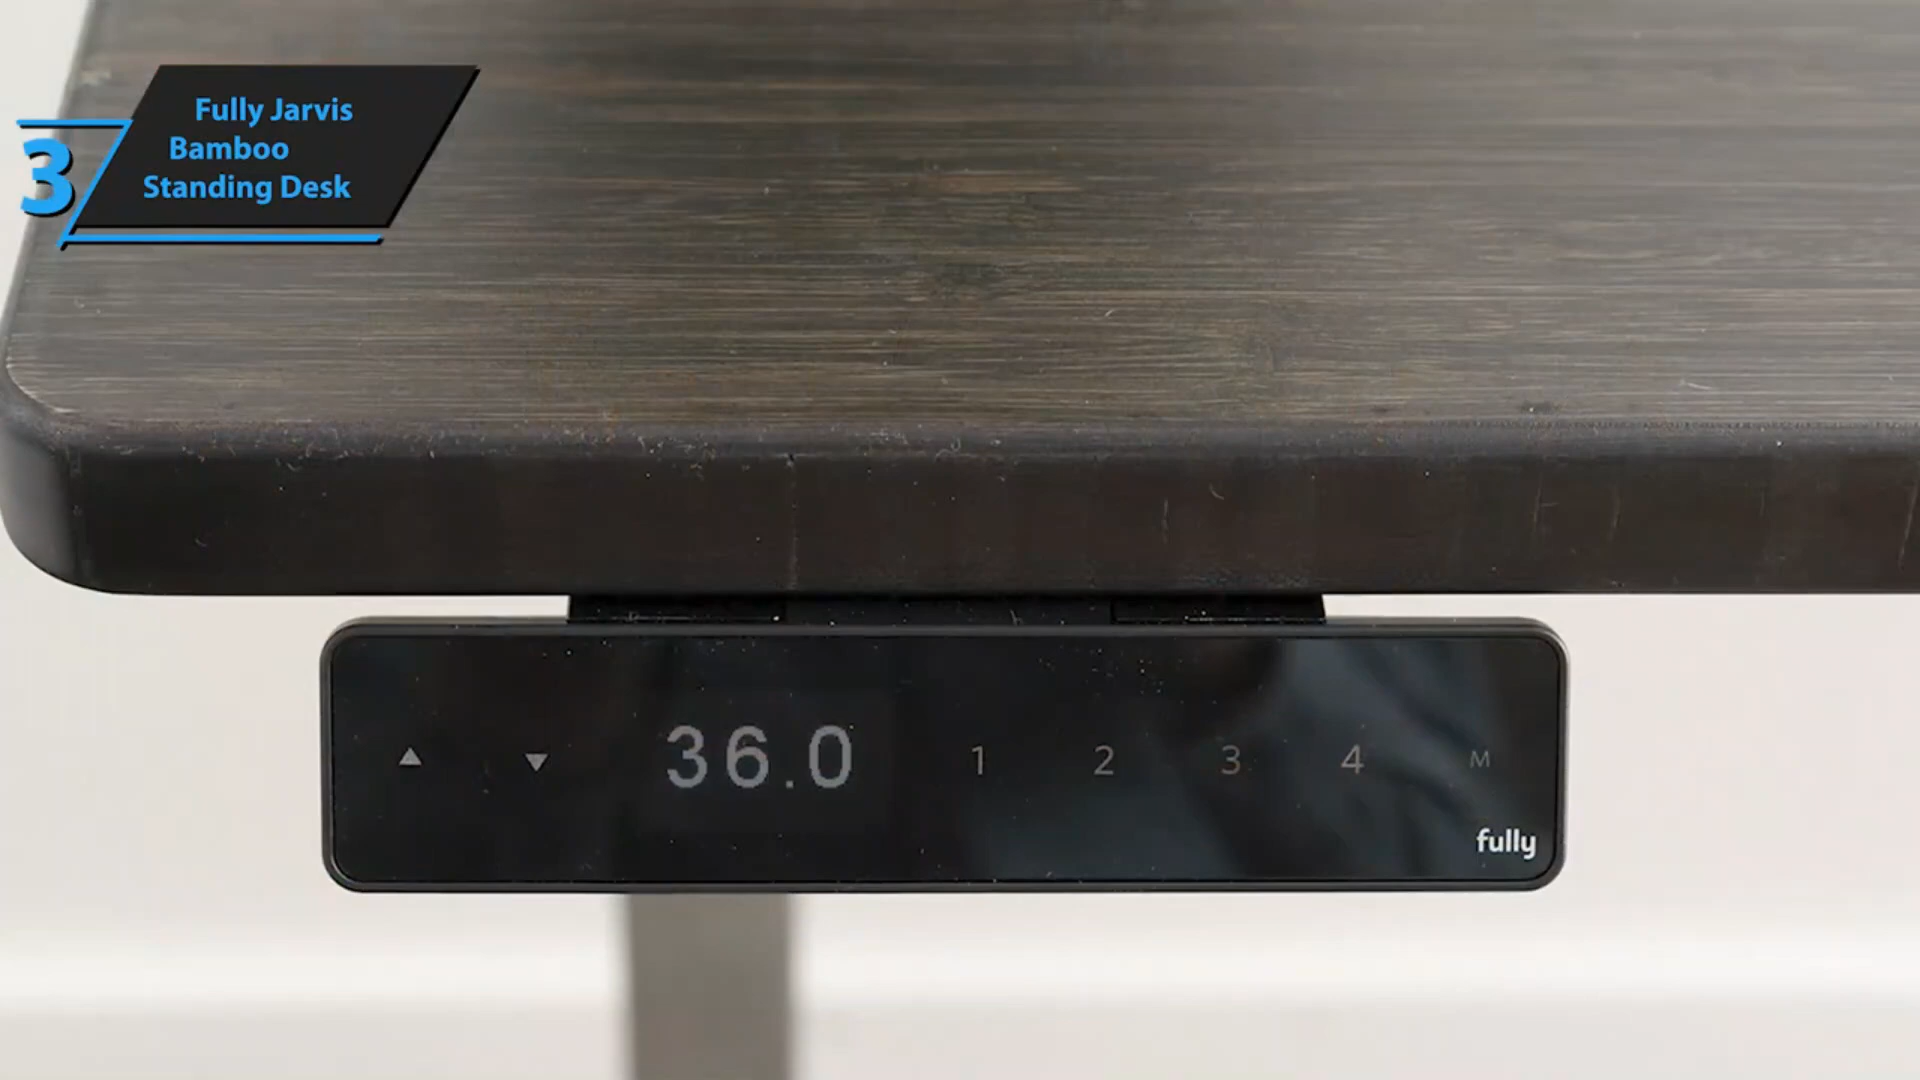 3
Fully Jarvis
Bamboo
Standing Desk
▲ ▼ 36.0 1 2 3 4 M
fully